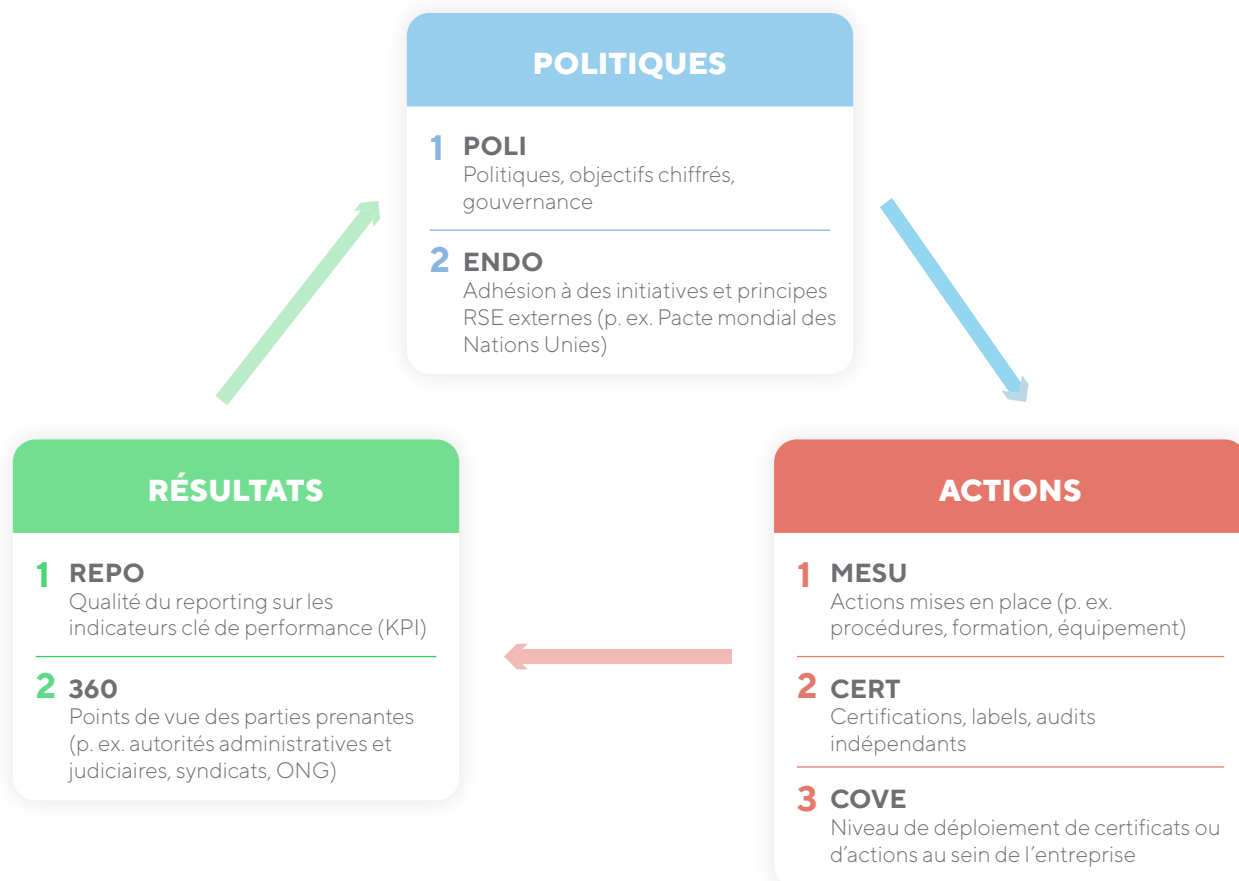 POLITIQUES
1 POLI
Politiques, objectifs chiffrés,
gouvernance
2 ENDO
Adhésion à des initiatives et principes
RSE externes (p. ex. Pacte mondial des
Nations Unies)
RÉSULTATS
1 REPO
Qualité du reporting sur les
indicateurs clé de performance (KPI)
2 360
Points de vue des parties prenantes
(p. ex. autorités administratives et
judiciaires, syndicats, ONG)
ACTIONS
1 MESU
Actions mises en place (p. ex.
procédures, formation, équipement)
2 CERT
Certifications, labels, audits
indépendants
3 COVE
Niveau de déploiement de certificats ou
d’actions au sein de l’entreprise